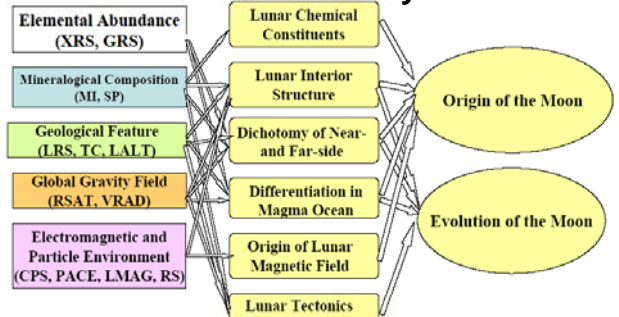 Elemental Abundance
(XRS, GRS)
Mineralogical Composition
(MI, SP)
Geological Feature
(LRS, TC, LALT)
Global Gravity Field
(RSAT, VRAD)
Electromagnetic and
Particle Environment
(CPS, PACE, LMAG, RS)
Lunar Chemical
Constituents
Lunar Interior
Structure
Dichotomy of Near-
and Far-side
Differentiation in
Magma Ocean
Origin of Lunar
Magnetic Field
Lunar Tectonics
Origin of the Moon
Evolution of the Moon